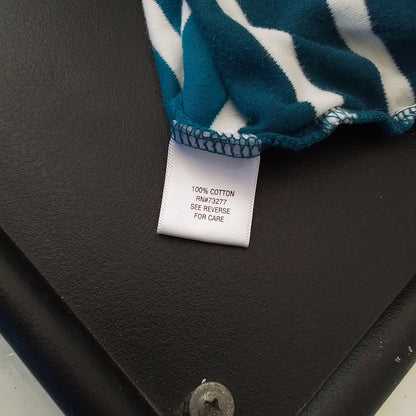 100% COTTON
RN#73277
SEE REVERSE
FOR CARE